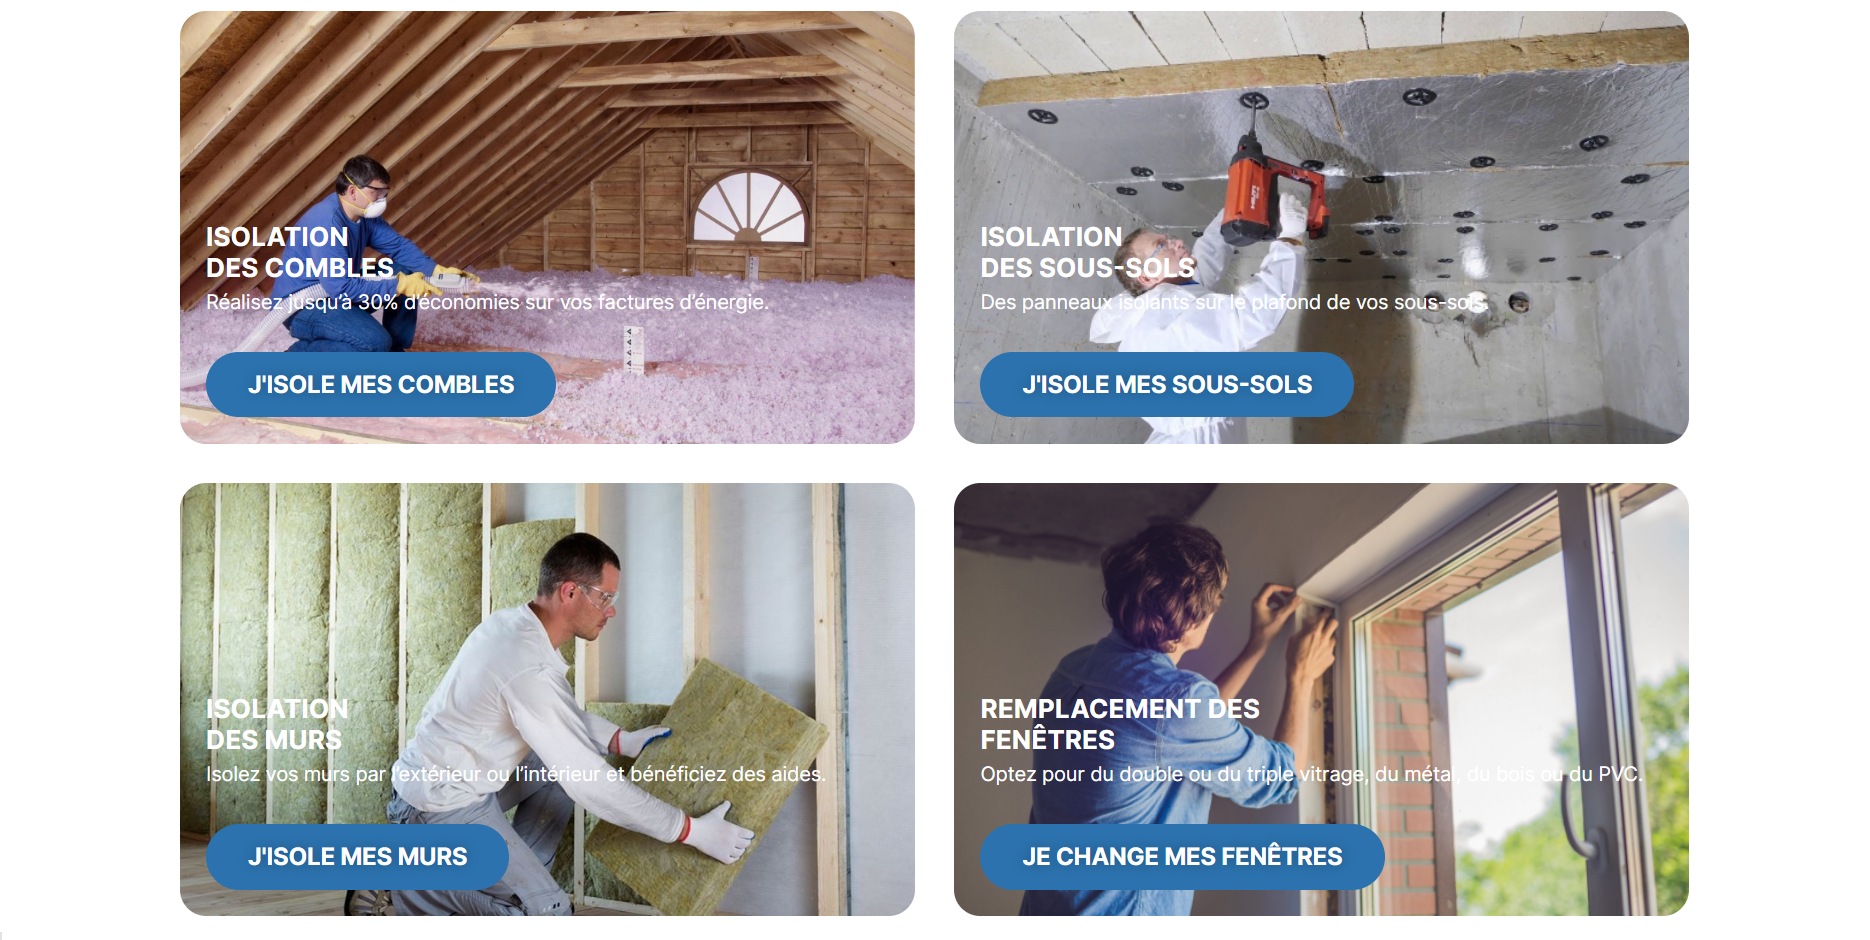 ISOLATION
DES COMBLES
Réalisez jusqu'à 30% d'économies sur vos factures d'énergie.
J'ISOLE MES COMBLES
ISOLATION
DES SOUS-SOLS
Des panneaux isolants sur le plafond de vos sous-sols.
J'ISOLE MES SOUS-SOLS
ISOLATION
DES MURS
Isolez vos murs par l'extérieur ou l'intérieur et bénéficiez des aides.
J'ISOLE MES MURS
REMPLACEMENT DES
FENÊTRES
Optez pour du double ou du triple vitrage, du métal, du bois ou du PVC.
JE CHANGE MES FENÊTRES